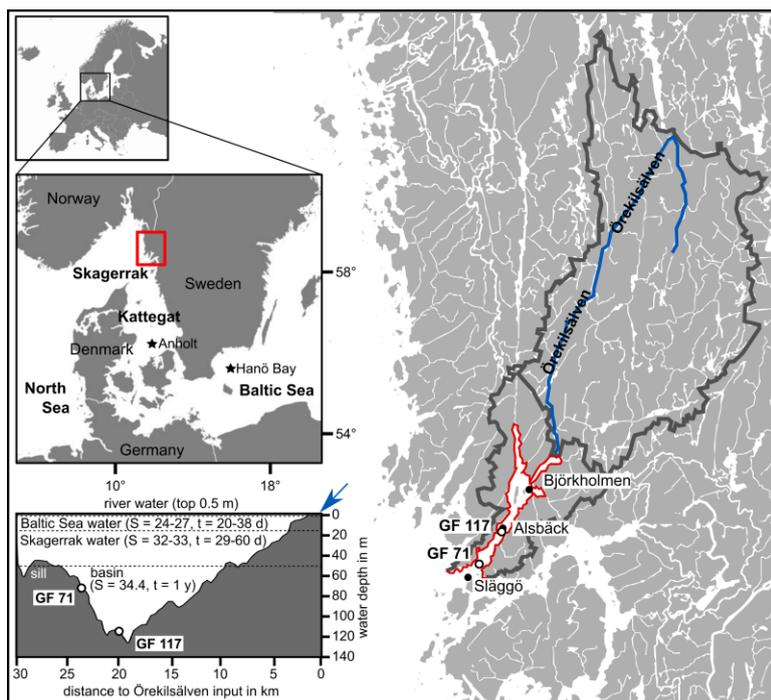 Norway
Skagerrak
Sweden
Kattegat
Denmark
Anholt
Hanö Bay
North
Sea
Baltic Sea
Germany
58°
54°
10°
18°
river water (top 0.5 m)
Baltic Sea water (S = 24-27, t = 20-38 d)
Skagerrak water (S = 32-33, t = 29-60 d)
sill
basin
(S = 34.4, t = 1 y)
GF 71
GF 117
0
20
40
60
80
100
120
140
water depth in m
30
25
20
15
10
5
0
distance to Örekilsälven input in km
Örekilsälven
Örekilsälven
Björkholmen
GF 117
Alsbäck
GF 71
Släggö